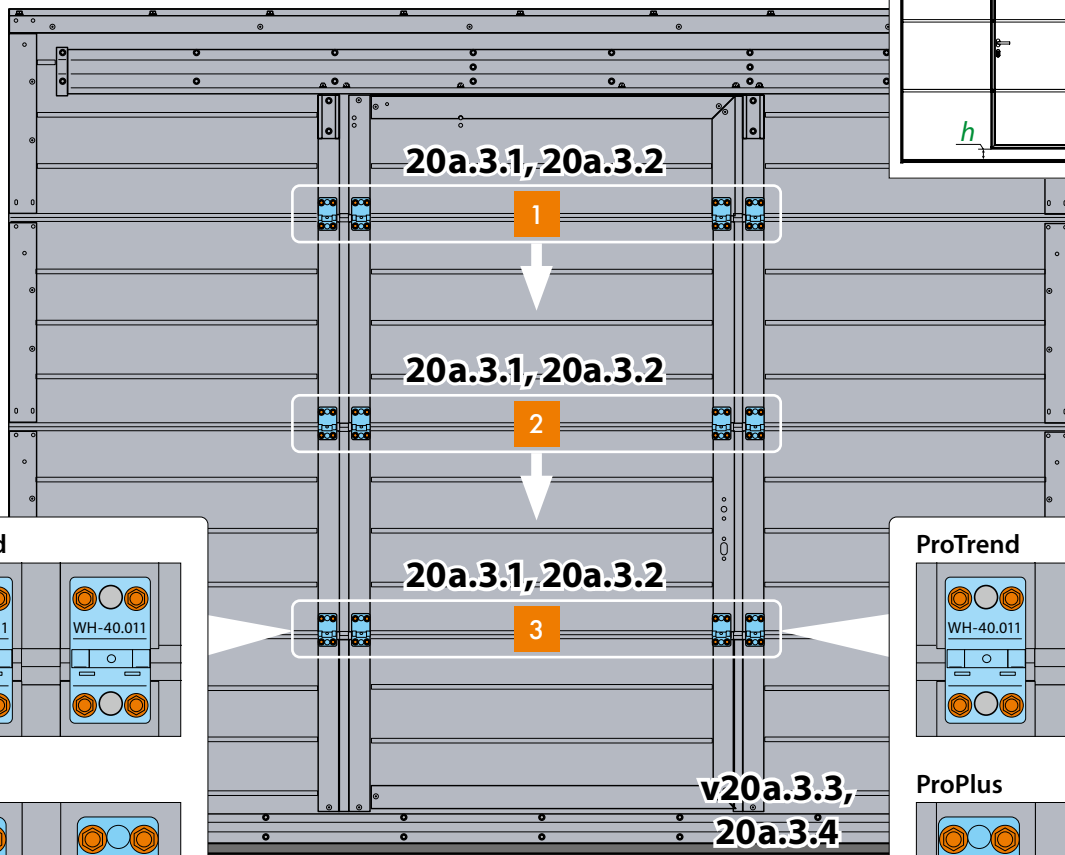 h
20a.3.1, 20a.3.2
1
20a.3.1, 20a.3.2
2
20a.3.1, 20a.3.2
3
d
1
WH-40.011
ProTrend
WH-40.011
v20a.3.3,
20a.3.4
ProPlus